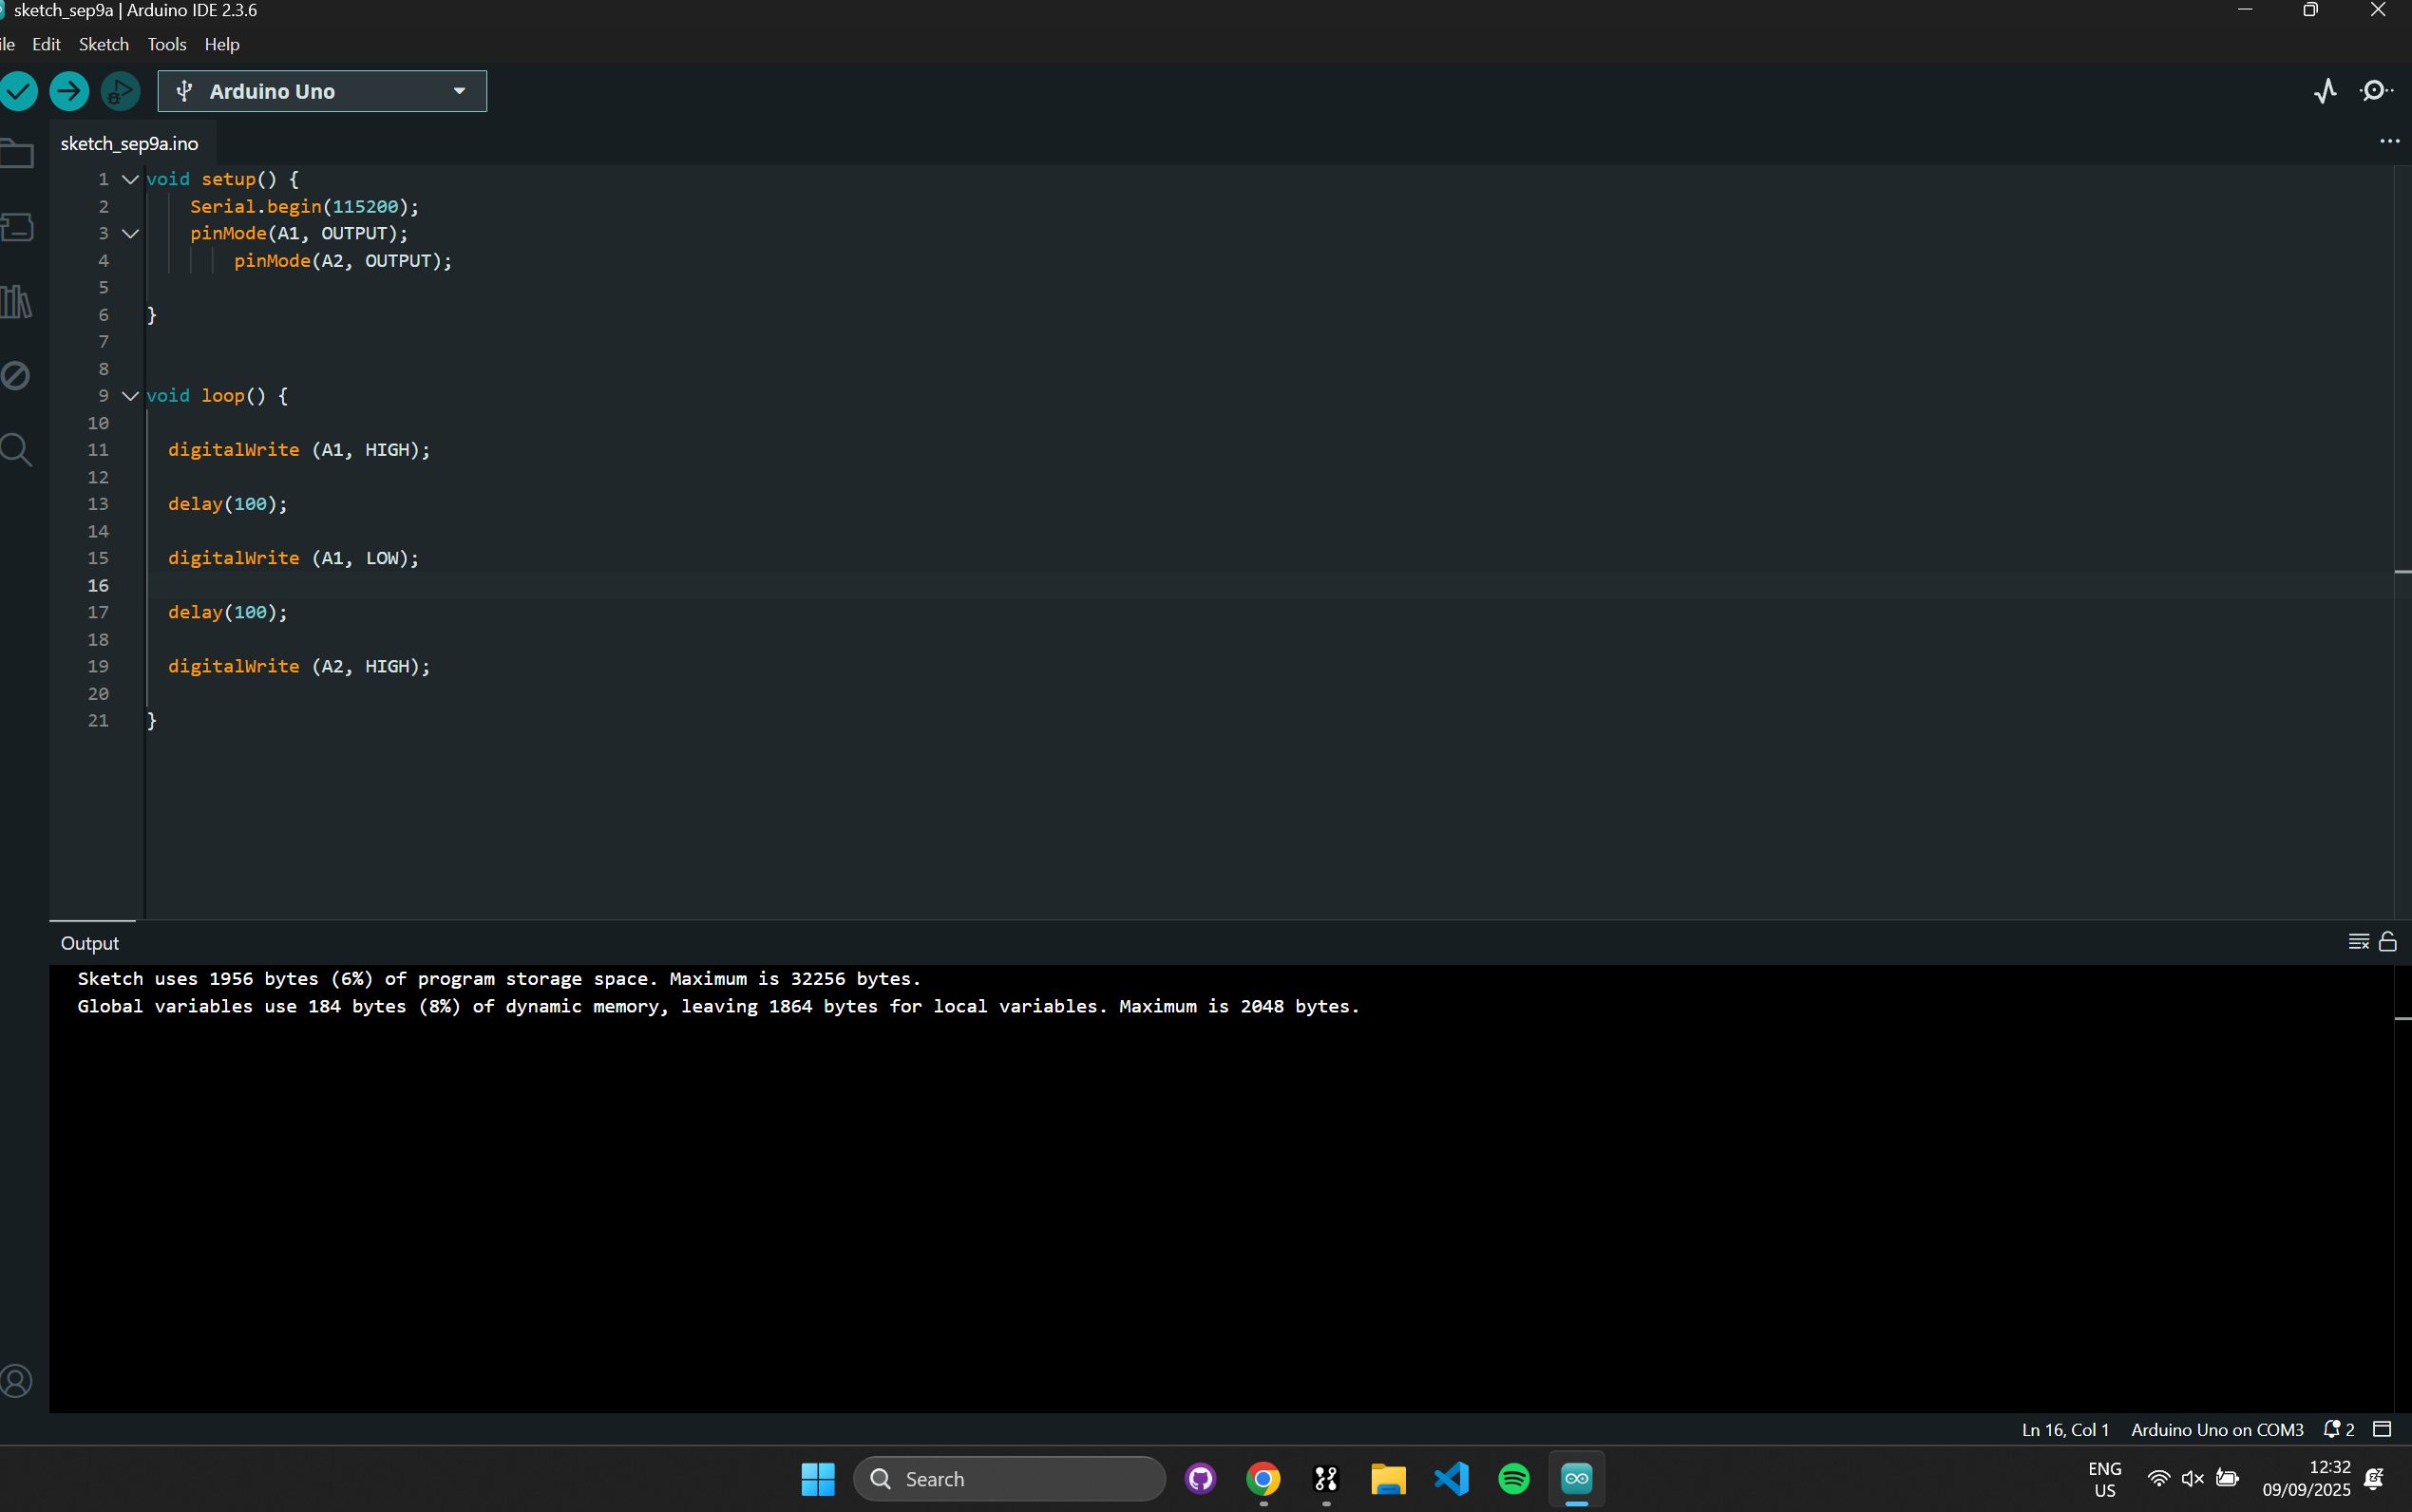 sketch_sep9a | Arduino IDE 2.3.6
ile Edit Sketch Tools Help
Arduino Uno
sketch_sep9a.ino
1 void setup() {
2 Serial.begin(115200);
3 pinMode(A1, OUTPUT);
4 pinMode(A2, OUTPUT);
5
6 }
7
8
9 void loop() {
10
11 digitalWrite (A1, HIGH);
12
13 delay(100);
14
15 digitalWrite (A1, LOW);
16
17 delay(100);
18
19 digitalWrite (A2, HIGH);
20
21 }
Output
Sketch uses 1956 bytes (6%) of program storage space. Maximum is 32256 bytes.
Global variables use 184 bytes (8%) of dynamic memory, leaving 1864 bytes for local variables. Maximum is 2048 bytes.
Ln 16, Col 1 Arduino Uno on COM3 2
Search
ENG
US
12:32
09/09/2025